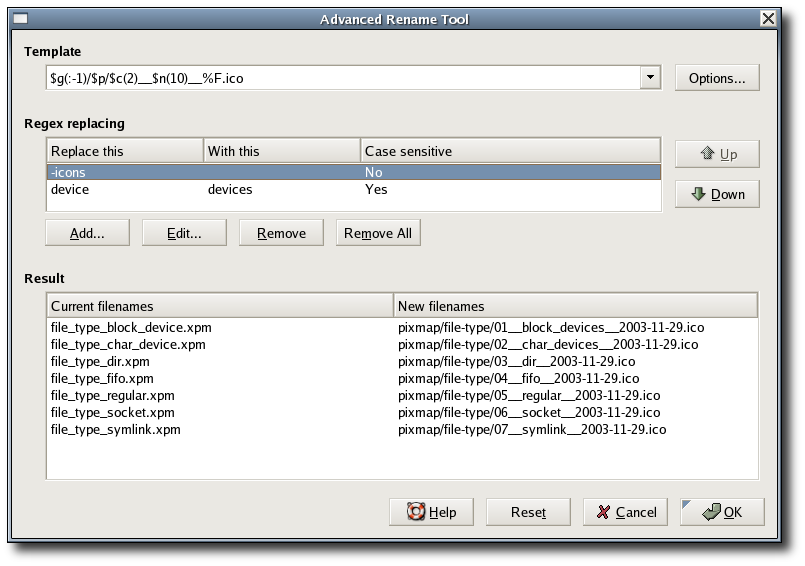 Advanced Rename Tool
Template
$g(:-1)/$p/$c(2)__$n(10)__%F.ico
Options...
Regex replacing
Replace this With this Case sensitive
-icons No
device devices Yes
Up
Down
Add... Edit... Remove Remove All
Result
Current filenames New filenames
file_type_block_device.xpm pixmap/file-type/01__block_devices__2003-11-29.ico
file_type_char_device.xpm pixmap/file-type/02__char_devices__2003-11-29.ico
file_type_dir.xpm pixmap/file-type/03__dir__2003-11-29.ico
file_type_fifo.xpm pixmap/file-type/04__fifo__2003-11-29.ico
file_type_regular.xpm pixmap/file-type/05__regular__2003-11-29.ico
file_type_socket.xpm pixmap/file-type/06__socket__2003-11-29.ico
file_type_symlink.xpm pixmap/file-type/07__symlink__2003-11-29.ico
Help Reset Cancel OK